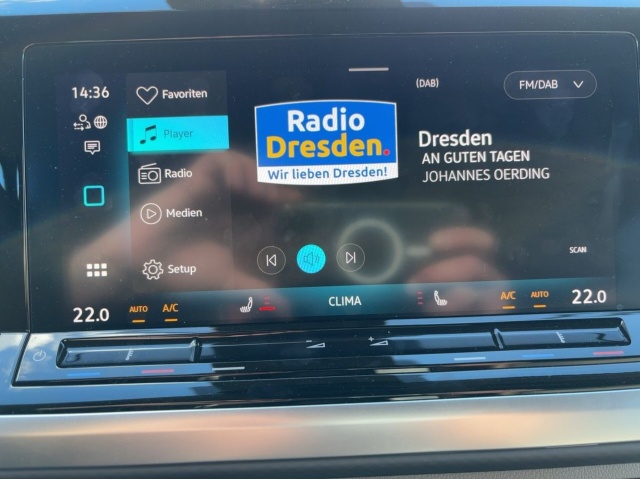 14:36
Favoriten
Player
Radio
Medien
Setup
(DAB)
FM/DAB
Radio
Dresden.
Wir lieben Dresden!
Dresden
AN GUTEN TAGEN
JOHANNES OERDING
SCAN
22.0
AUTO
A/C
CLIMA
A/C
AUTO
22.0